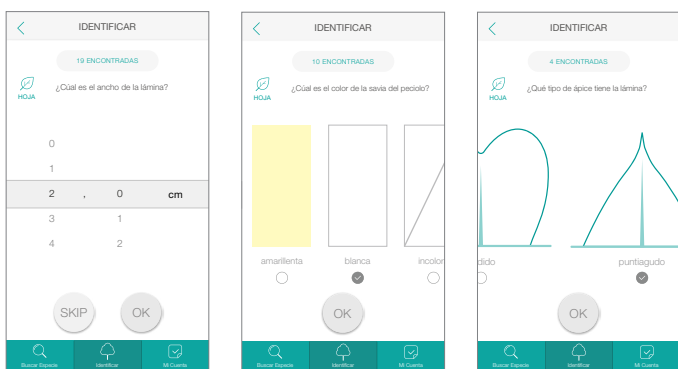 IDENTIFICAR
19 ENCONTRADAS
HOJA
¿Cúal es el ancho de la lámina?
0
1
2 , 0 cm
3 1
4 2
SKIP OK
Buscar Especie Identificar Mi Cuenta
IDENTIFICAR
10 ENCONTRADAS
HOJA
¿Cúal es el color de la savia del peciolo?
amarillenta blanca incolor
OK
Buscar Especie Identificar Mi Cuenta
IDENTIFICAR
4 ENCONTRADAS
HOJA
¿Qué tipo de ápice tiene la lámina?
dido puntiagudo
OK
Buscar Especie Identificar Mi Cuenta